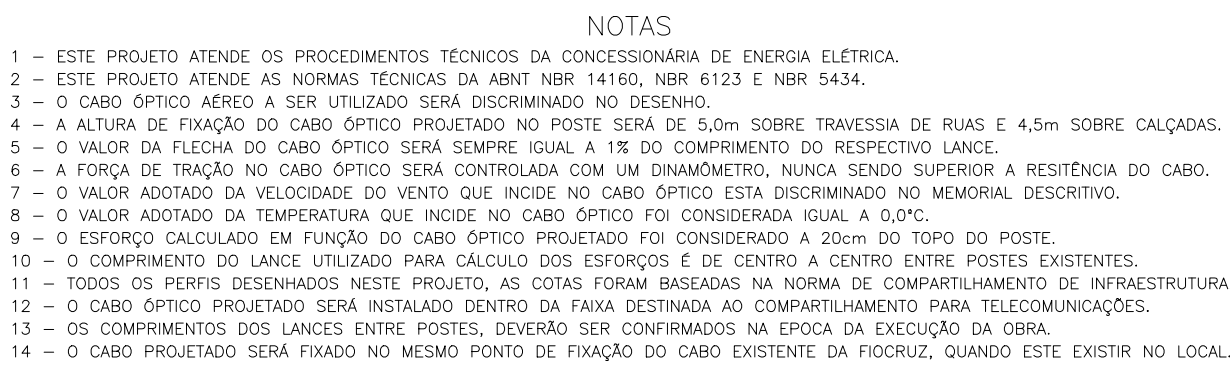 NOTAS
1 – ESTE PROJETO ATENDE OS PROCEDIMENTOS TÉCNICOS DA CONCESSIONÁRIA DE ENERGIA ELÉTRICA.
2 – ESTE PROJETO ATENDE AS NORMAS TÉCNICAS DA ABNT NBR 14160, NBR 6123 E NBR 5434.
3 – O CABO ÓPTICO AÉREO A SER UTILIZADO SERÁ DISCRIMINADO NO DESENHO.
4 – A ALTURA DE FIXAÇÃO DO CABO ÓPTICO PROJETADO NO POSTE SERÁ DE 5,0m SOBRE TRAVESSIA DE RUAS E 4,5m SOBRE CALÇADAS.
5 – O VALOR DA FLECHA DO CABO ÓPTICO SERÁ SEMPRE IGUAL A 1% DO COMPRIMENTO DO RESPECTIVO LANCE.
6 – A FORÇA DE TRAÇÃO NO CABO ÓPTICO SERÁ CONTROLADA COM UM DINAMÔMETRO, NUNCA SENDO SUPERIOR A RESITÊNCIA DO CABO.
7 – O VALOR ADOTADO DA VELOCIDADE DO VENTO QUE INCIDE NO CABO ÓPTICO ESTA DISCRIMINADO NO MEMORIAL DESCRITIVO.
8 – O VALOR ADOTADO DA TEMPERATURA QUE INCIDE NO CABO ÓPTICO FOI CONSIDERADA IGUAL A 0,0°C.
9 – O ESFORÇO CALCULADO EM FUNÇÃO DO CABO ÓPTICO PROJETADO FOI CONSIDERADO A 20cm DO TOPO DO POSTE.
10 – O COMPRIMENTO DO LANCE UTILIZADO PARA CÁLCULO DOS ESFORÇOS É DE CENTRO A CENTRO ENTRE POSTES EXISTENTES.
11 – TODOS OS PERFIS DESENHADOS NESTE PROJETO, AS COTAS FORAM BASEADAS NA NORMA DE COMPARTILHAMENTO DE INFRAESTRUTURA
12 – O CABO ÓPTICO PROJETADO SERÁ INSTALADO DENTRO DA FAIXA DESTINADA AO COMPARTILHAMENTO PARA TELECOMUNICAÇÕES.
13 – OS COMPRIMENTOS DOS LANCES ENTRE POSTES, DEVERÃO SER CONFIRMADOS NA EPOCA DA EXECUÇÃO DA OBRA.
14 – O CABO PROJETADO SERÁ FIXADO NO MESMO PONTO DE FIXAÇÃO DO CABO EXISTENTE DA FIOCRUZ, QUANDO ESTE EXISTIR NO LOCAL.